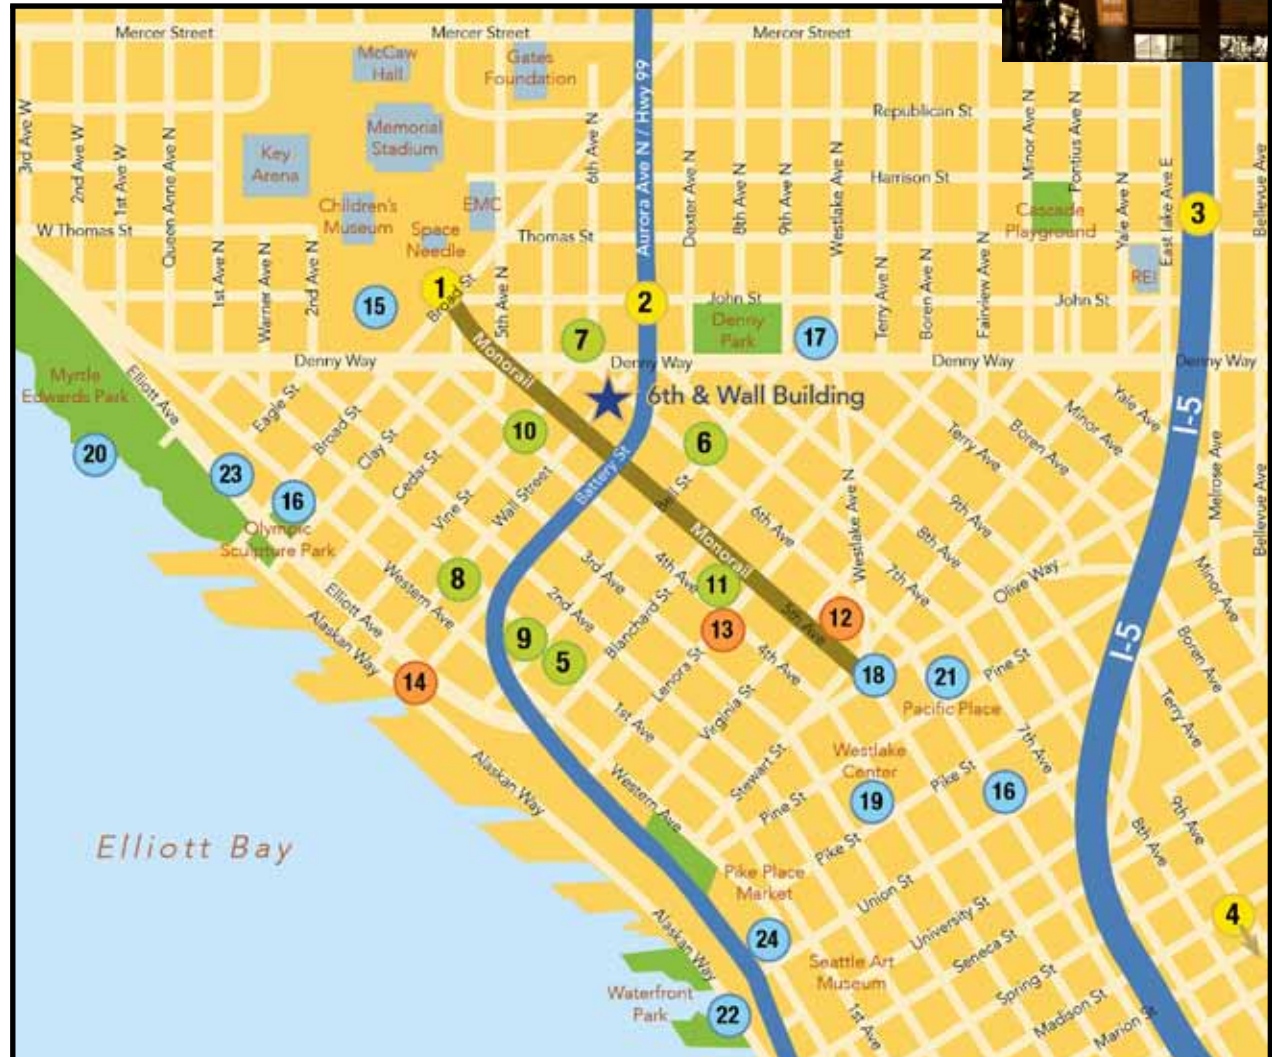 Mercer Street
Mercer Street
Mercer Street
McCaw
Hall
Gates
Foundation
Aurora Ave N / Hwy 99
3rd Ave W
2nd Ave W
1st Ave W
Queen Anne Ave N
Key
Arena
Memorial
Stadium
6th Ave N
Republican St
Minor Ave N
Pontius Ave N
Dexter Ave N
8th Ave N
9th Ave N
Westlake Ave N
Harrison St
Yale Ave N
East lake Ave E
Bellevue Ave
Children's
Museum
EMC
Space
Needle
Cascade
Playground
3
W Thomas St
Thomas St
REI
1st Ave N
Warner Ave N
2nd Ave N
5th Ave N
Terry Ave N
Boren Ave N
Fairview Ave N
1
Broad St
15
2
John St
John St
Denny
Park
17
7
Monorail
Denny Way
Denny Way
Denny Way
Denny Way
Myrtle
Edwards Park
Elliott Ave
6th & Wall Building
Eagle St
Broad St
Clay St
Cedar St
Vine St
Wall Street
Battery St
Bell St
Yale Ave
Minor Ave
Boren Ave
Terry Ave
I-5
Melrose Ave
Bellevue Ave
10
6
20
23
16
Olympic
Sculpture Park
Monorail
6th Ave
Westlake Ave N
9th Ave
8th Ave
7th Ave
Olive Way
Minor Ave
Western Ave
Elliott Ave
Alaskan Way
8
3rd Ave
4th Ave
2nd Ave
Blanchard St
11
13
5th Ave
12
9
5
Lenora St
4th Ave
Virginia St
18
21
Pine St
Pacific Place
I-5
Boren Ave
Terry Ave
14
1st Ave
Stewart St
Westlake
Center
7th Ave
Alaskan Way
Western Ave
Pine St
19
Pike St
16
Pike St
8th Ave
9th Ave
Elliott Bay
Pike Place
Market
Union St
University St
4
Alaskan Way
24
Seattle Art
Museum
Seneca St
Spring St
Waterfront
Park
22
1st Ave
Madison St
Marion St